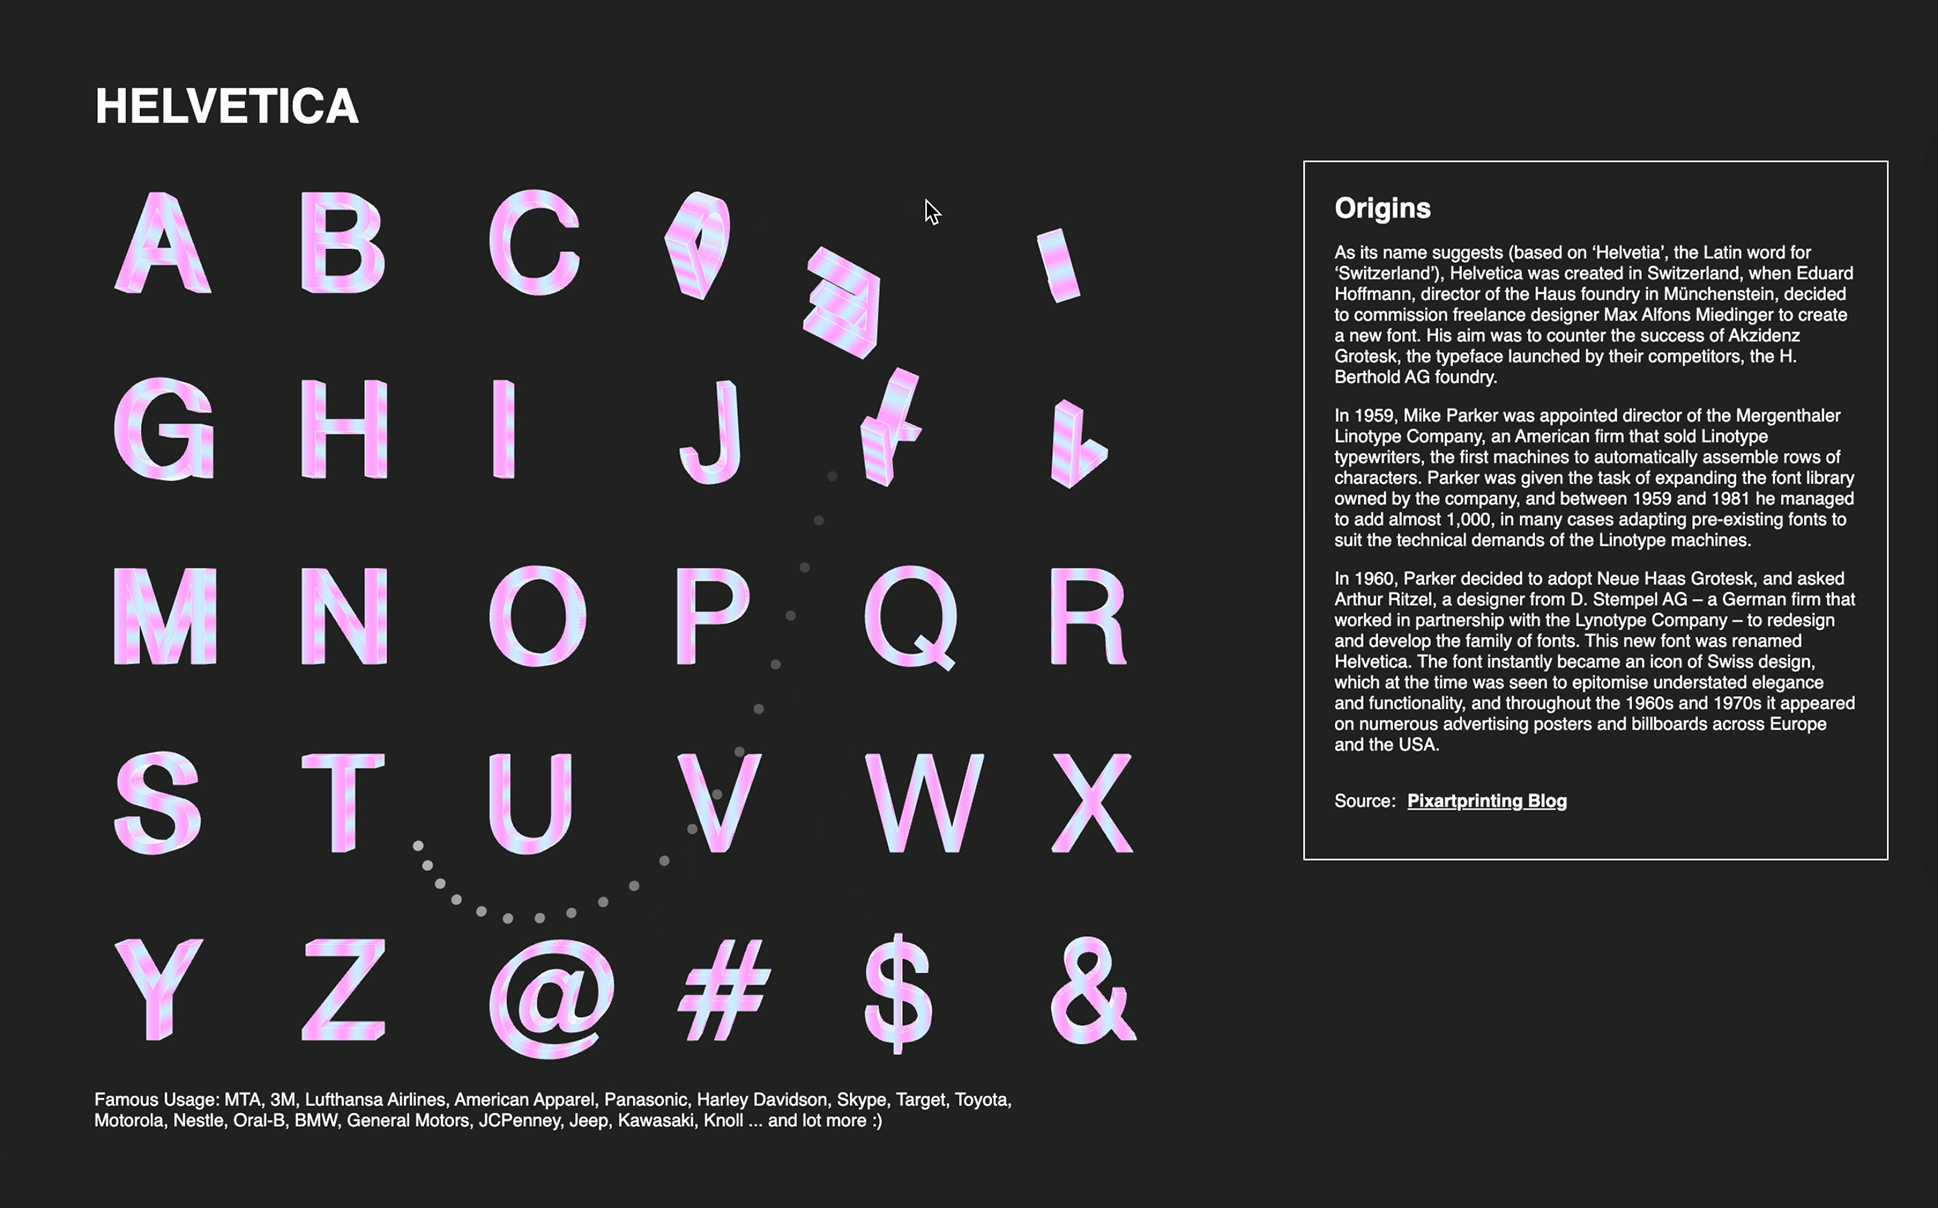 HELVETICA
A B C D E
G H I J K L
M N O P Q R
S T U V W X
Y Z @ # $ &
Famous Usage: MTA, 3M, Lufthansa Airlines, American Apparel, Panasonic, Harley Davidson, Skype, Target, Toyota,
Motorola, Nestle, Oral-B, BMW, General Motors, JCPenney, Jeep, Kawasaki, Knoll ... and lot more :)
Origins
As its name suggests (based on ‘Helvetia’, the Latin word for
‘Switzerland’), Helvetica was created in Switzerland, when Eduard
Hoffmann, director of the Haus foundry in Münchenstein, decided
to commission freelance designer Max Alfons Miedinger to create
a new font. His aim was to counter the success of Akzidenz
Grotesk, the typeface launched by their competitors, the H.
Berthold AG foundry.
In 1959, Mike Parker was appointed director of the Mergenthaler
Linotype Company, an American firm that sold Linotype
typewriters, the first machines to automatically assemble rows of
characters. Parker was given the task of expanding the font library
owned by the company, and between 1959 and 1981 he managed
to add almost 1,000, in many cases adapting pre-existing fonts to
suit the technical demands of the Linotype machines.
In 1960, Parker decided to adopt Neue Haas Grotesk, and asked
Arthur Ritzel, a designer from D. Stempel AG – a German firm that
worked in partnership with the Lynotype Company – to redesign
and develop the family of fonts. This new font was renamed
Helvetica. The font instantly became an icon of Swiss design,
which at the time was seen to epitomise understated elegance
and functionality, and throughout the 1960s and 1970s it appeared
on numerous advertising posters and billboards across Europe
and the USA.
Source: Pixartprinting Blog